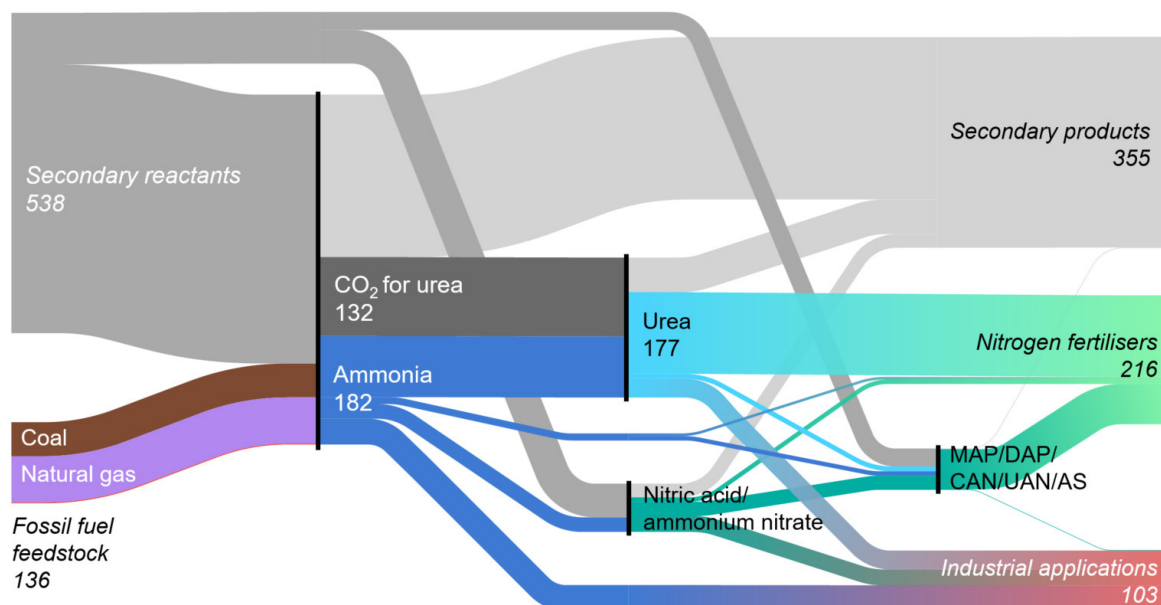 Secondary reactants
538
Coal
Natural gas
Fossil fuel
feedstock
136
CO₂ for urea
132
Ammonia
182
Urea
177
Nitric acid/
ammonium nitrate
MAP/DAP/
CAN/UAN/AS
Secondary products
355
Nitrogen fertilisers
216
Industrial applications
103